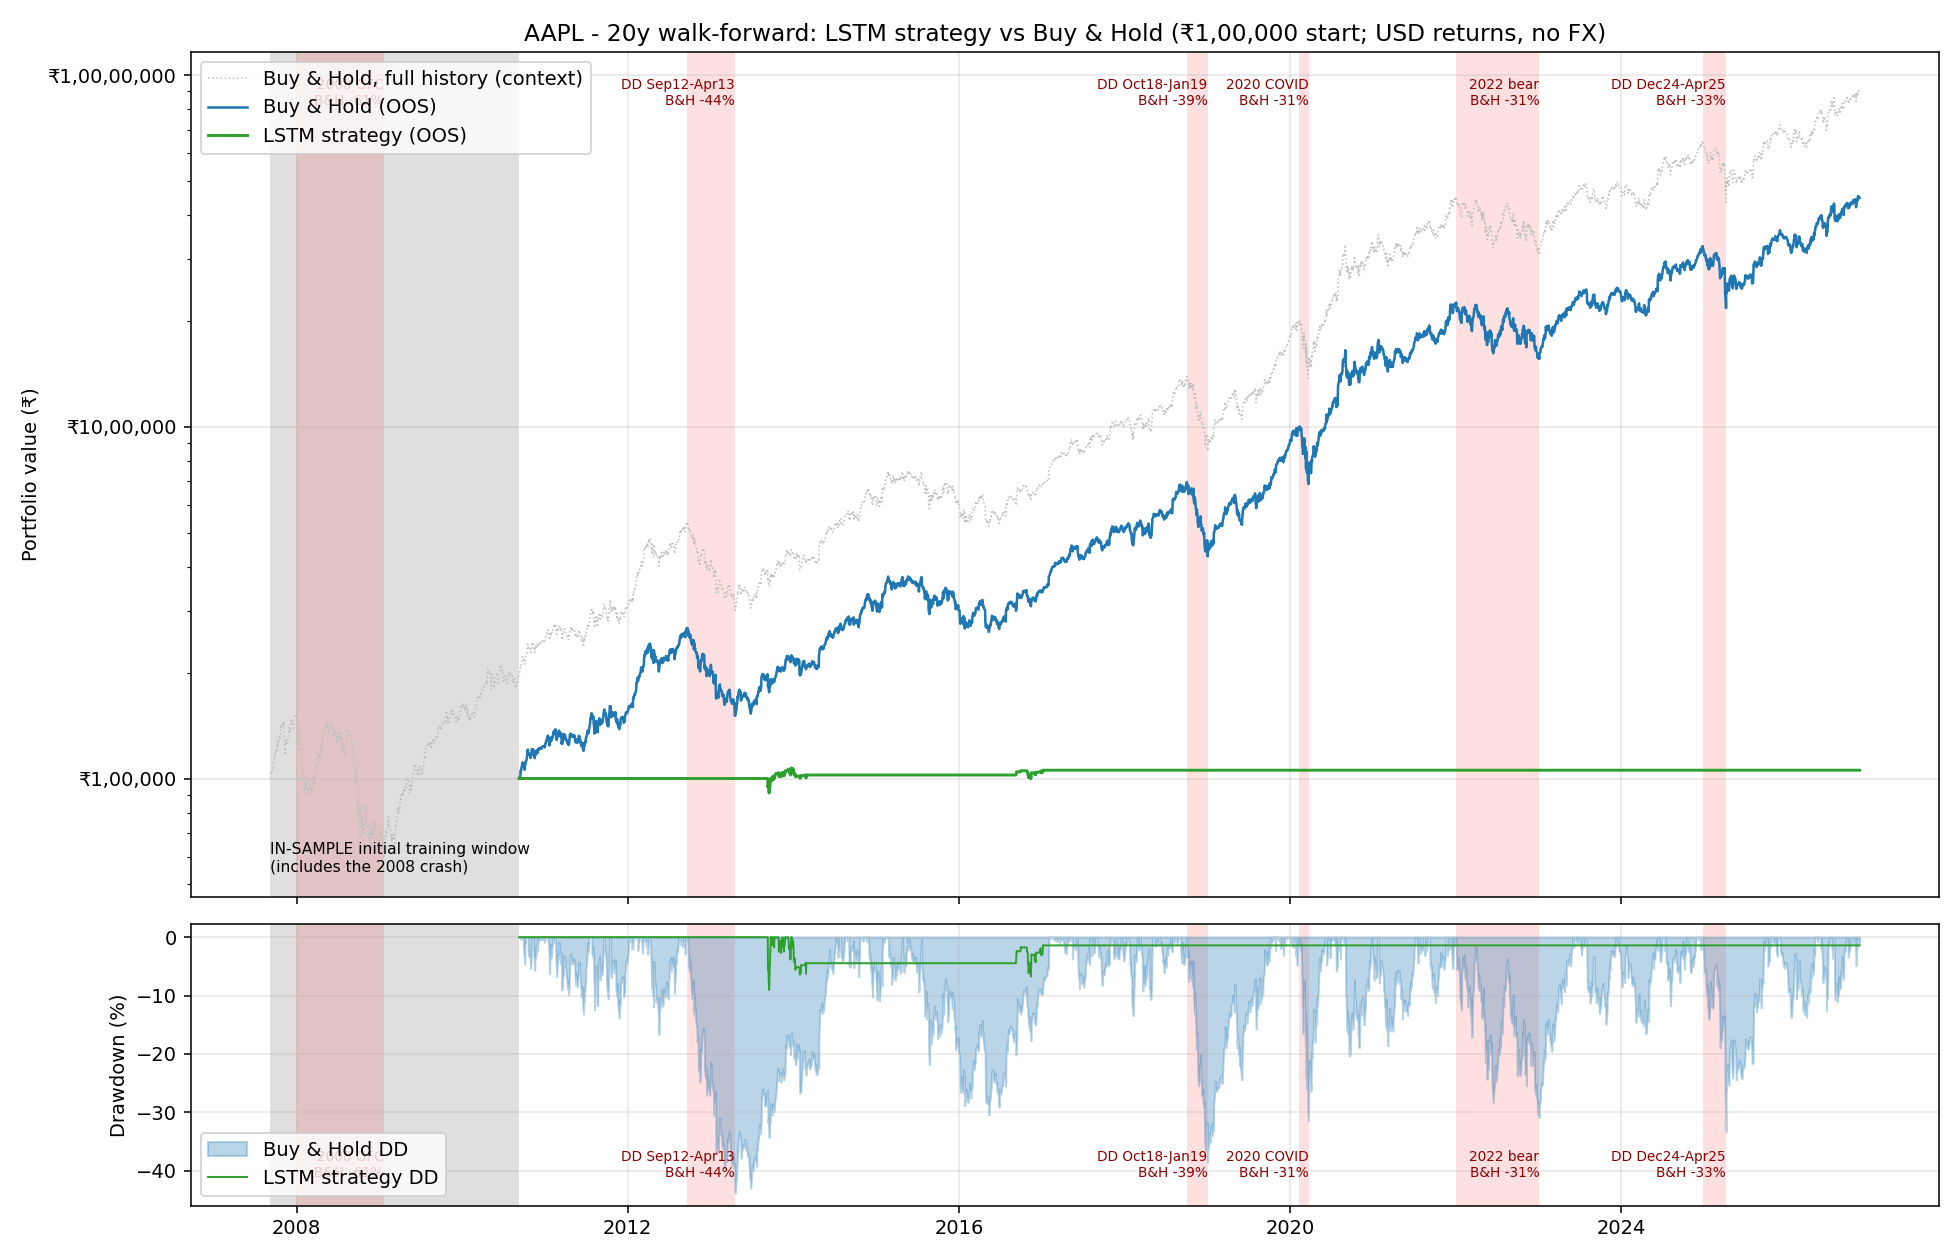 AAPL - 20y walk-forward: LSTM strategy vs Buy & Hold (₹1,00,000 start; USD returns, no FX)
Portfolio value (₹)
₹1,00,00,000
₹10,00,000
₹1,00,000
Buy & Hold, full history (context)
Buy & Hold (OOS)
LSTM strategy (OOS)
2008 GFC
B&H -61%
DD Sep12-Apr13
B&H -44%
DD Oct18-Jan19
B&H -39%
2020 COVID
B&H -31%
2022 bear
B&H -31%
DD Dec24-Apr25
B&H -33%
IN-SAMPLE initial training window
(includes the 2008 crash)
Drawdown (%)
0
−10
−20
−30
−40
Buy & Hold DD
LSTM strategy DD
2008 GFC
B&H -61%
DD Sep12-Apr13
B&H -44%
DD Oct18-Jan19
B&H -39%
2020 COVID
B&H -31%
2022 bear
B&H -31%
DD Dec24-Apr25
B&H -33%
2008
2012
2016
2020
2024